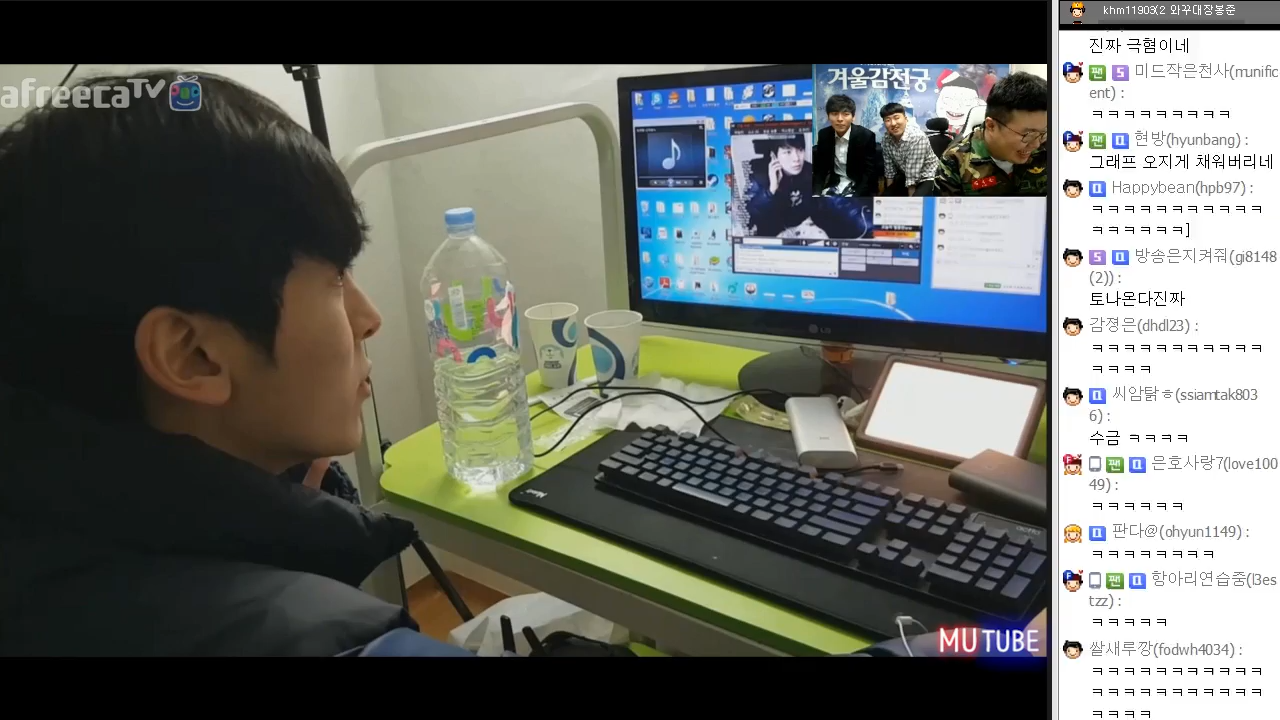 afreecaTV
겨울감전궁
LG
MUTUBE
khm11903(2 와꾸대장봉준
진짜 극혐이네
미드작은천사(munific
ent) :
ㅋㅋㅋㅋㅋㅋㅋㅋㅋ
현방(hyunbang) :
그래프 오지게 채워버리네
Happybean(hpb97) :
ㅋㅋㅋㅋㅋㅋㅋㅋㅋㅋㅋ
ㅋㅋㅋㅋㅋㅋ]
방송은지켜줘(gi8148
(2)) :
토나온다진짜
감졍은(dhdl23) :
ㅋㅋㅋㅋㅋㅋㅋㅋㅋㅋㅋ
ㅋㅋㅋㅋ
씨암탉ㅎ(ssiamtak803
6) :
수금 ㅋㅋㅋㅋ
은호사랑7(love100
49) :
ㅋㅋㅋㅋㅋㅋ
판다@(ohyun1149) :
ㅋㅋㅋㅋㅋㅋㅋㅋ
항아리연습중(l3es
tzz) :
ㅋㅋㅋㅋㅋ
쌀새루깡(fodwh4034) :
ㅋㅋㅋㅋㅋㅋㅋㅋㅋㅋㅋ
ㅋㅋㅋㅋㅋㅋㅋㅋㅋㅋㅋ
ㅋㅋㅋㅋ